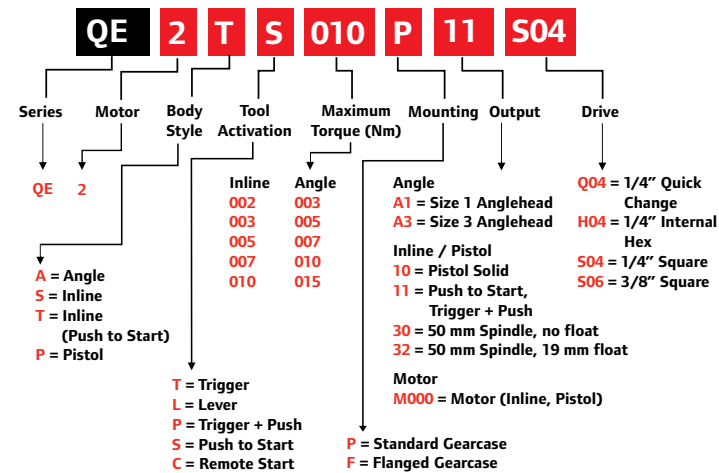 QE 2 T S 010 P 11 S04
Series
Motor
Body
Style
Tool
Activation
Maximum
Torque (Nm)
Mounting
Output
Drive
QE
2
A = Angle
S = Inline
T = Inline
(Push to Start)
P = Pistol
T = Trigger
L = Lever
P = Trigger + Push
S = Push to Start
C = Remote Start
Inline Angle
002 003
003 005
005 007
007 010
010 015
P = Standard Gearcase
F = Flanged Gearcase
Angle
A1 = Size 1 Anglehead
A3 = Size 3 Anglehead
Inline / Pistol
10 = Pistol Solid
11 = Push to Start,
Trigger + Push
30 = 50 mm Spindle, no float
32 = 50 mm Spindle, 19 mm float
Motor
M000 = Motor (Inline, Pistol)
Q04 = 1/4” Quick
Change
H04 = 1/4” Internal
Hex
S04 = 1/4” Square
S06 = 3/8” Square